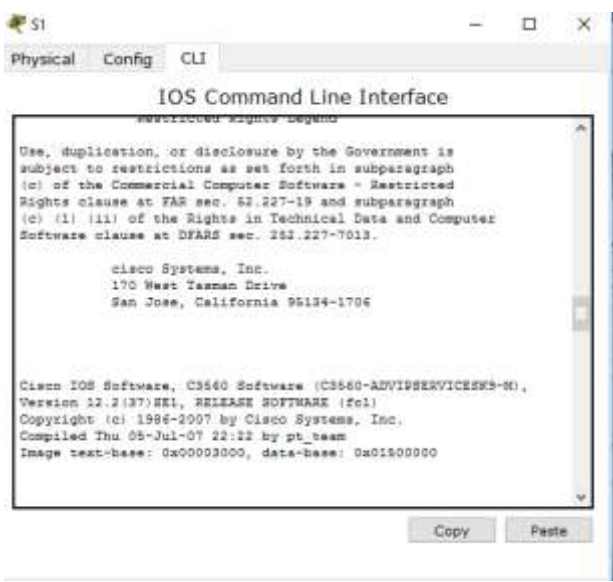 S1
Physical Config CLI
IOS Command Line Interface
Restricted Rights Legend
Use, duplication, or disclosure by the Government is
subject to restrictions as set forth in subparagraph
(c) of the Commercial Computer Software - Restricted
Rights clause at FAR sec. 52.227-19 and subparagraph
(c) (1) (ii) of the Rights in Technical Data and Computer
Software clause at DFARS sec. 252.227-7013.
cisco Systems, Inc.
170 West Tasman Drive
San Jose, California 95134-1706
Cisco IOS Software, C3560 Software (C3560-ADVIPSERVICESK9-M),
Version 12.2(37)SE1, RELEASE SOFTWARE (fc1)
Copyright (c) 1986-2007 by Cisco Systems, Inc.
Compiled Thu 05-Jul-07 22:22 by pt_team
Image text-base: 0x00003000, data-base: 0x01500000
Copy Paste